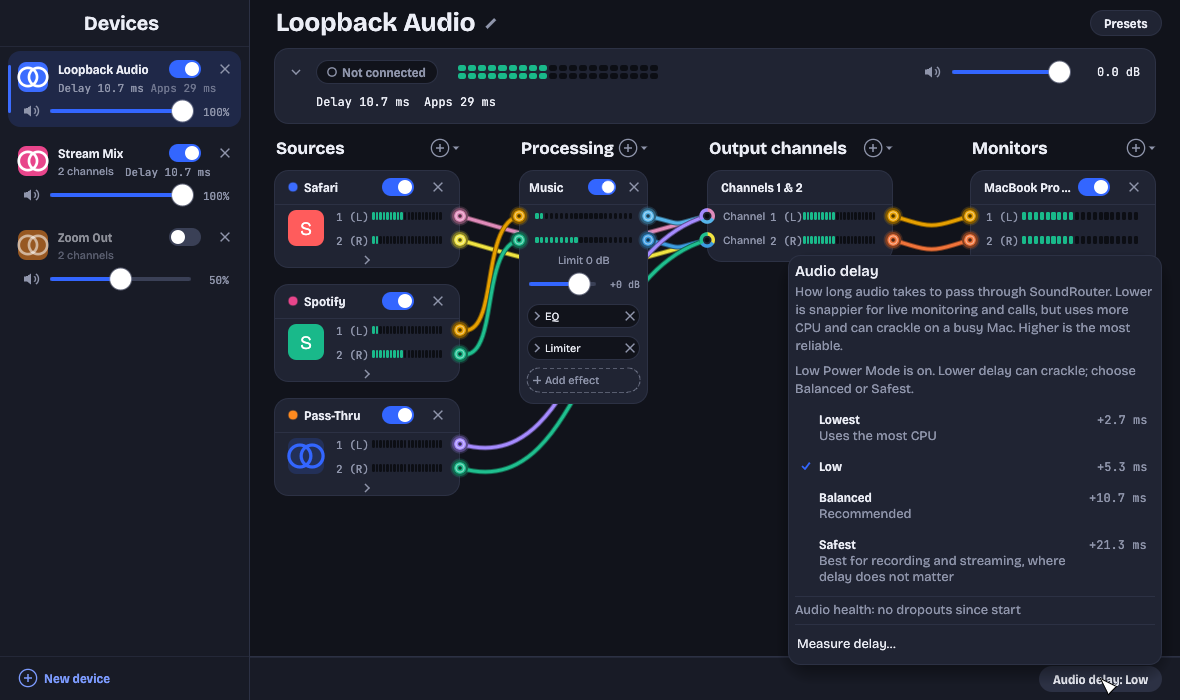 Devices
Loopback Audio
Delay 10.7 ms Apps 29 ms
100%
Stream Mix
2 channels Delay 10.7 ms
100%
Zoom Out
2 channels
50%
New device
Loopback Audio
Presets
Not connected
0.0 dB
Delay 10.7 ms Apps 29 ms
Sources
Processing
Output channels
Monitors
Safari
S
1 (L)
2 (R)
Spotify
S
1 (L)
2 (R)
Pass-Thru
1 (L)
2 (R)
Music
Limit 0 dB
+0 dB
EQ
Limiter
+ Add effect
Channels 1 & 2
Channel 1 (L)
Channel 2 (R)
MacBook Pro...
1 (L)
2 (R)
Audio delay
How long audio takes to pass through SoundRouter. Lower
is snappier for live monitoring and calls, but uses more
CPU and can crackle on a busy Mac. Higher is the most
reliable.
Low Power Mode is on. Lower delay can crackle; choose
Balanced or Safest.
Lowest +2.7 ms
Uses the most CPU
Low +5.3 ms
Balanced +10.7 ms
Recommended
Safest +21.3 ms
Best for recording and streaming, where
delay does not matter
Audio health: no dropouts since start
Measure delay...
Audio delay: Low